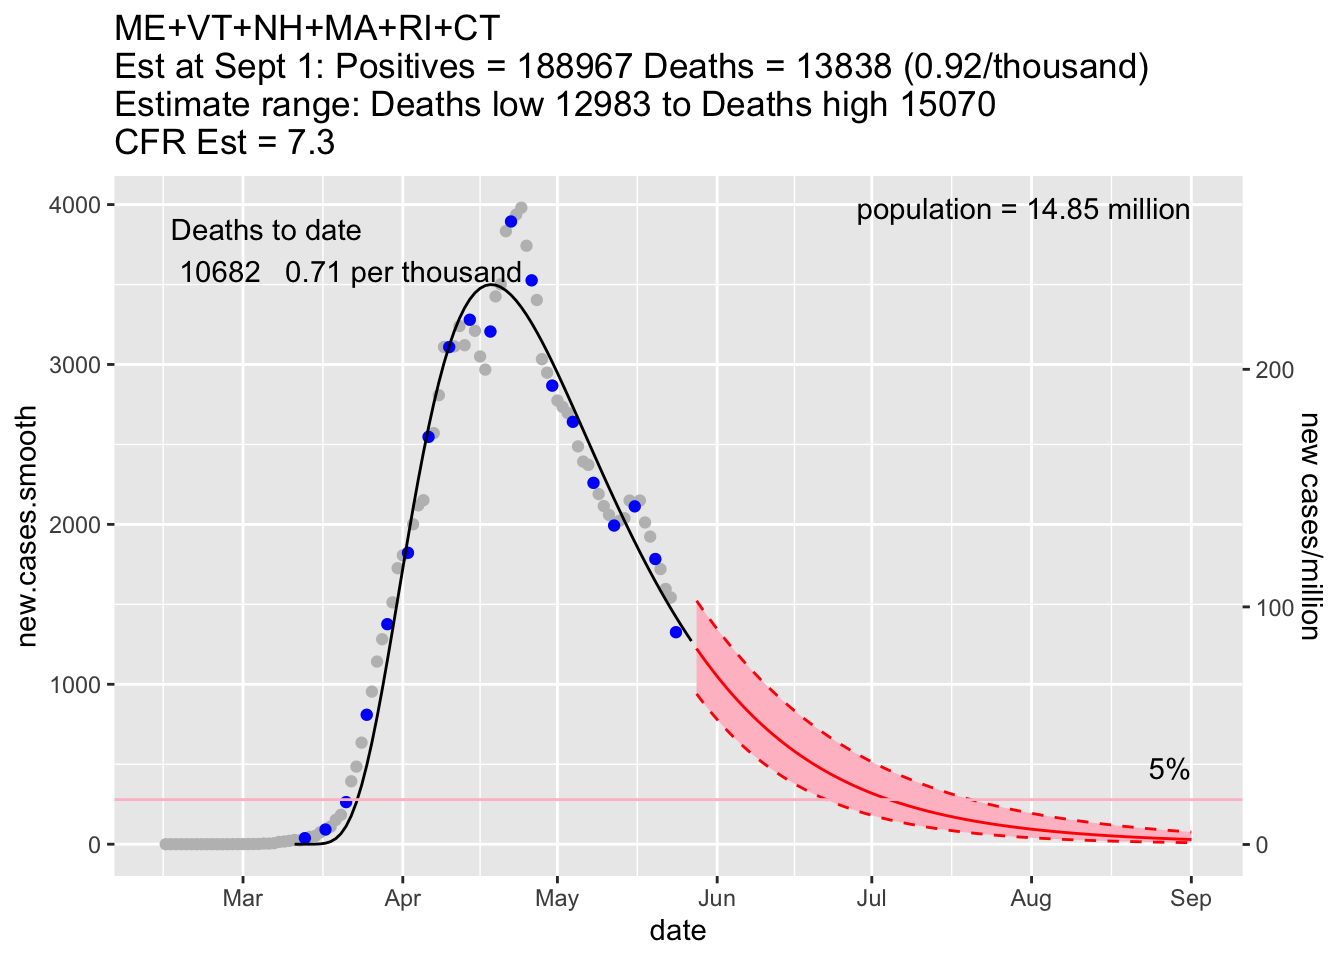 ME+VT+NH+MA+RI+CT
Est at Sept 1: Positives = 188967 Deaths = 13838 (0.92/thousand)
Estimate range: Deaths low 12983 to Deaths high 15070
CFR Est = 7.3
4000
3000
2000
1000
0
new.cases.smooth
Deaths to date
10682 0.71 per thousand
population = 14.85 million
5%
200
100
0
new cases/million
Mar
Apr
May
Jun
Jul
Aug
Sep
date